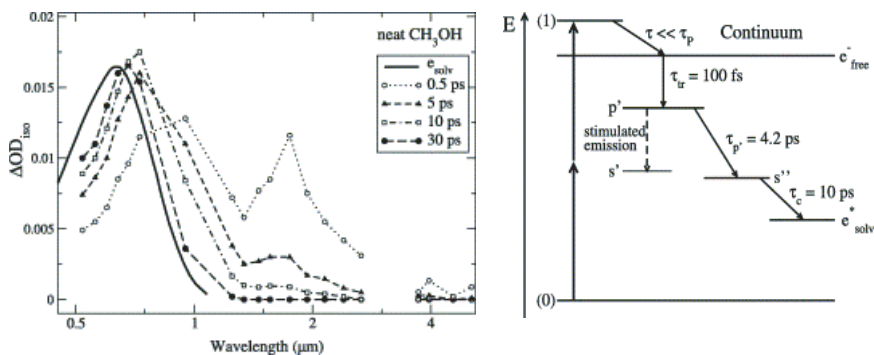 neat CH₃OH
e_solv
0.5 ps
5 ps
10 ps
30 ps
ΔOD_iso
0.02
0.015
0.01
0.005
0
0.5
1
2
4
Wavelength (μm)
E
(1)
τ << τ_p
Continuum
e⁻_free
τ_tr = 100 fs
p'
stimulated
emission
τ_p' = 4.2 ps
s'
s''
τ_c = 10 ps
e*_solv
(0)